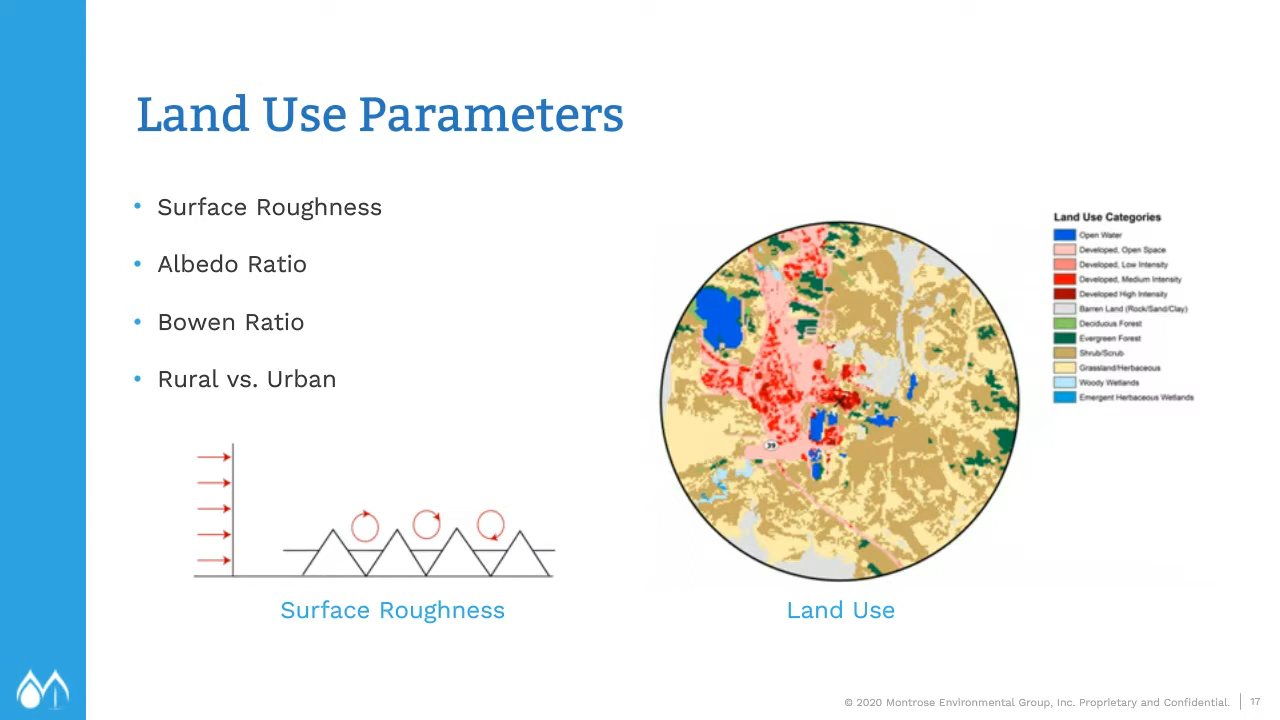 Land Use Parameters
• Surface Roughness
• Albedo Ratio
• Bowen Ratio
• Rural vs. Urban
Surface Roughness
39
Land Use
Land Use Categories
Open Water
Developed, Open Space
Developed, Low Intensity
Developed, Medium Intensity
Developed High Intensity
Barren Land (Rock/Sand/Clay)
Deciduous Forest
Evergreen Forest
Shrub/Scrub
Grassland/Herbaceous
Woody Wetlands
Emergent Herbaceous Wetlands
© 2020 Montrose Environmental Group, Inc. Proprietary and Confidential.
17